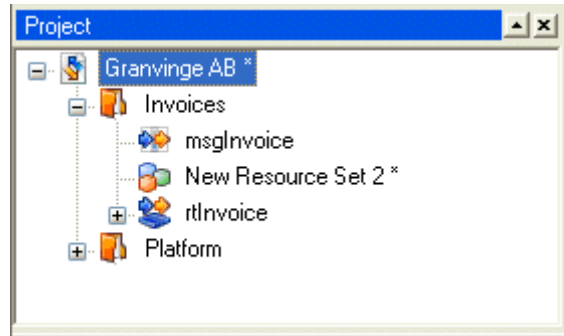 Project
Granvinge AB *
Invoices
msgInvoice
New Resource Set 2 *
rtInvoice
Platform